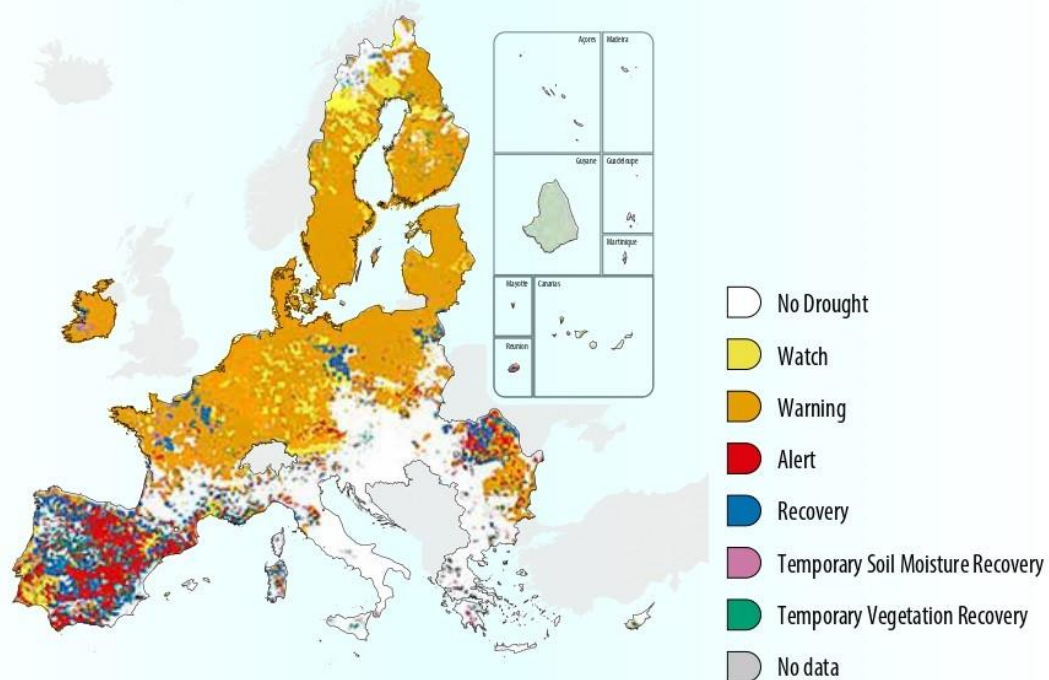 Açores
Madeira
Guyane
Guadeloupe
Martinique
Mayotte
Canarias
Reunion
No Drought
Watch
Warning
Alert
Recovery
Temporary Soil Moisture Recovery
Temporary Vegetation Recovery
No data